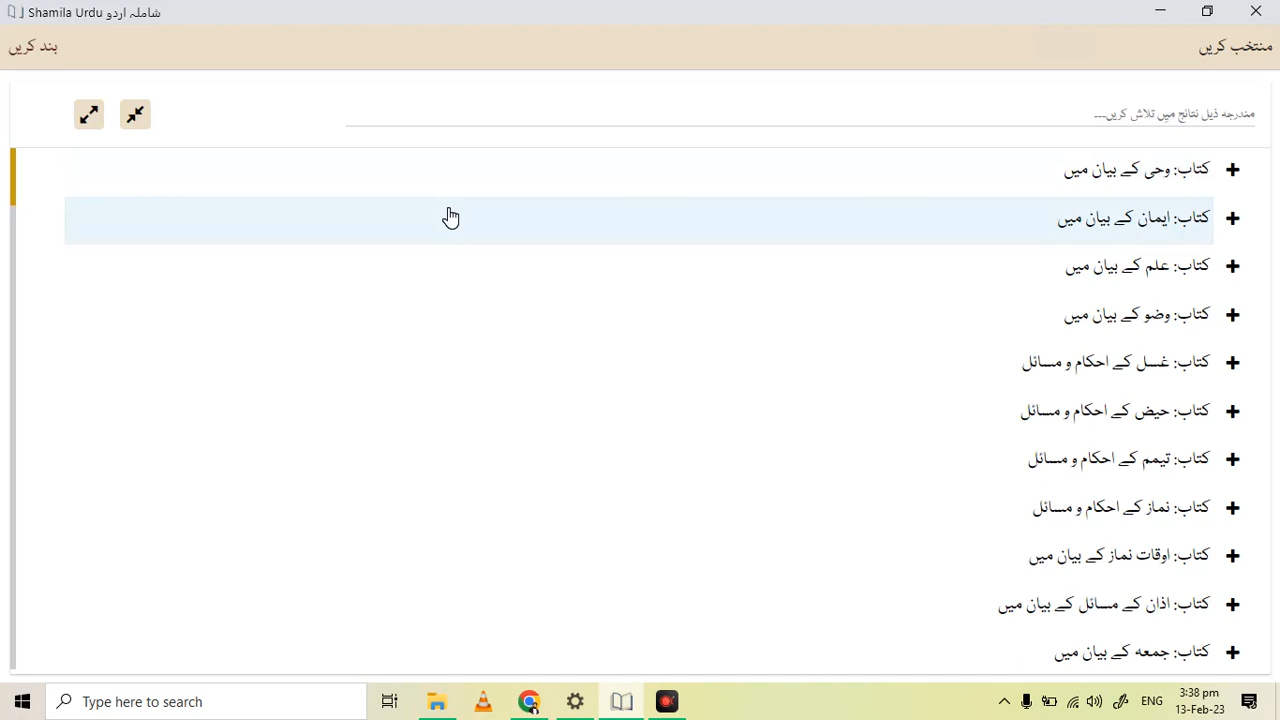 Shamila Urdu شاملہ اردو
منتخب کریں
بند کریں
مندرجہ ذیل نتائج میں تلاش کریں...
کتاب: وحی کے بیان میں
کتاب: ایمان کے بیان میں
کتاب: علم کے بیان میں
کتاب: وضو کے بیان میں
کتاب: غسل کے احکام و مسائل
کتاب: حیض کے احکام و مسائل
کتاب: تیمم کے احکام و مسائل
کتاب: نماز کے احکام و مسائل
کتاب: اوقات نماز کے بیان میں
کتاب: اذان کے مسائل کے بیان میں
کتاب: جمعہ کے بیان میں
Type here to search
ENG
3:38 pm
13-Feb-23